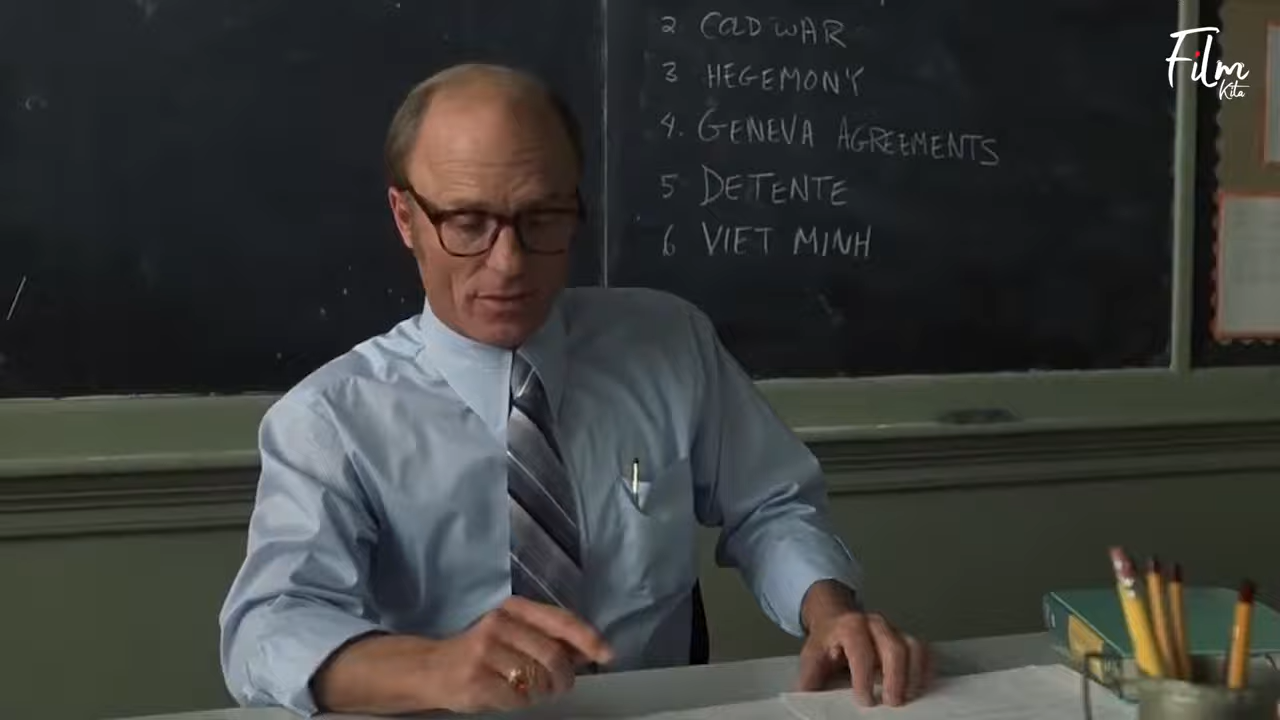 2 COLD WAR
3 HEGEMONY
4. GENEVA AGREEMENTS
5 DETENTE
6 VIET MINH
Film
Kita